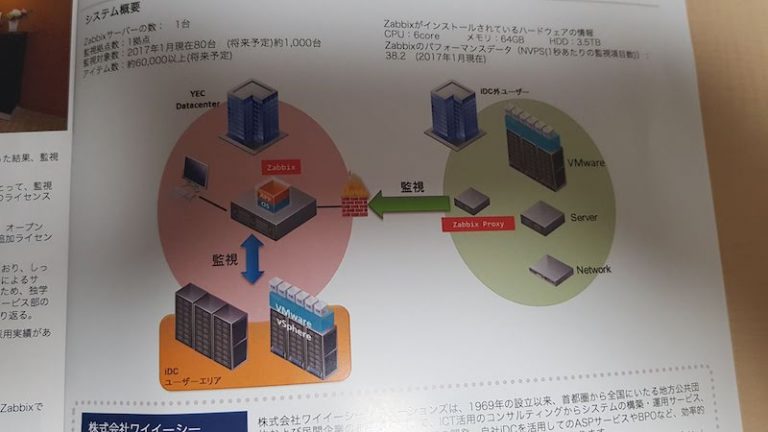 システム概要
Zabbixサーバーの数： 1台
監視拠点数：1拠点
監視対象数：2017年1月現在80台 (将来予定)約1,000台
アイテム数：約60,000以上(将来予定)
Zabbixがインストールされているハードウェアの情報
CPU：6core メモリ：64GB HDD：3.5TB
Zabbixのパフォーマンスデータ（NVPS(1秒あたりの監視項目数)）：
38.2 (2017年1月現在)
YEC
Datacenter
Zabbix
OS
監視
iDC
ユーザーエリア
VMware
vSphere
監視
iDC外ユーザー
VMware
Zabbix Proxy
Server
Network
った結果、監視
とって、監視
のライセンス
オープン
追加ライセン
おり、しっ
によるサ
ため、独学
ービス部の
り返る。
採用実績があ
Zabbixで
株式会社ワイイーシー
株式会社ワイイーシー
ションズは、1969年の設立以来、首都圏から全国にいたる地方公共団
ICT活用のコンサルティングからシステムの構築・運用サービス、
自社iDCを活用してのASPサービスやBPOなど、効率的